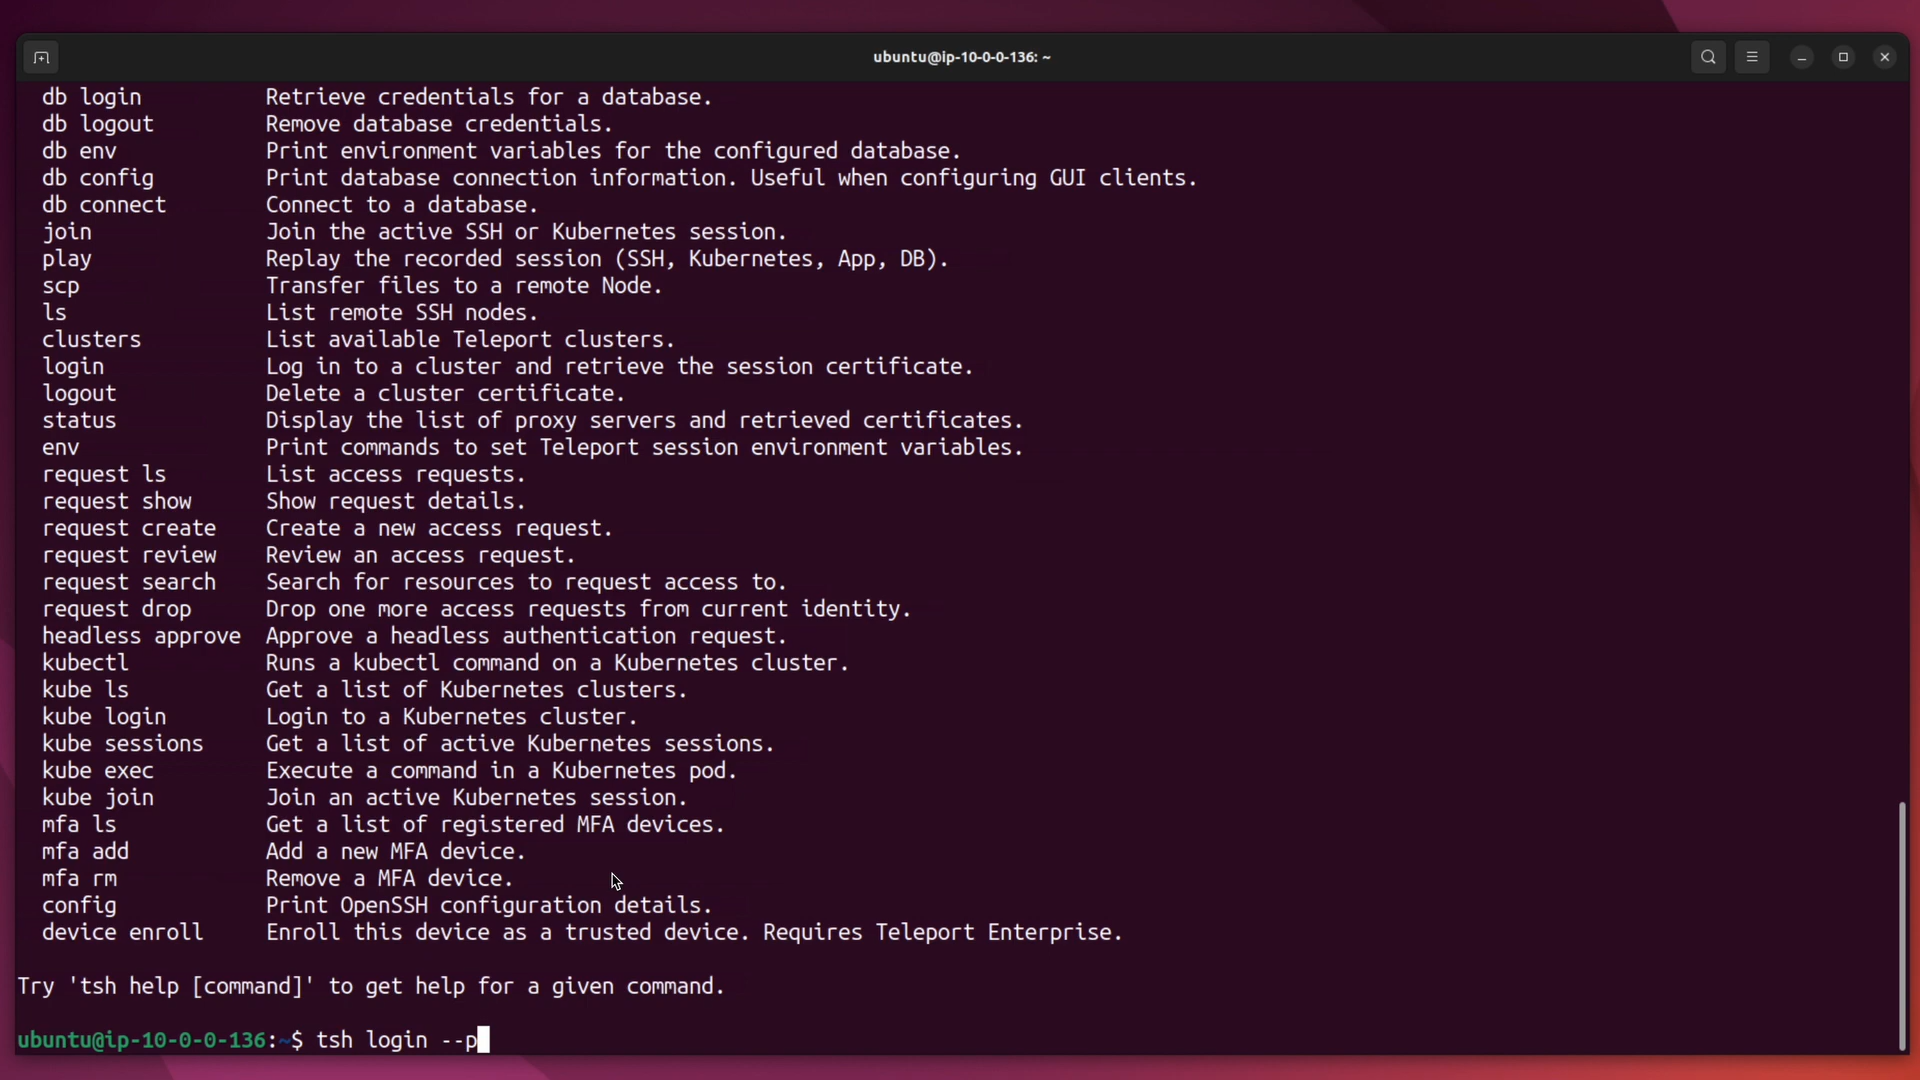 ubuntu@ip-10-0-0-136: ~
db login Retrieve credentials for a database.
db logout Remove database credentials.
db env Print environment variables for the configured database.
db config Print database connection information. Useful when configuring GUI clients.
db connect Connect to a database.
join Join the active SSH or Kubernetes session.
play Replay the recorded session (SSH, Kubernetes, App, DB).
scp Transfer files to a remote Node.
ls List remote SSH nodes.
clusters List available Teleport clusters.
login Log in to a cluster and retrieve the session certificate.
logout Delete a cluster certificate.
status Display the list of proxy servers and retrieved certificates.
env Print commands to set Teleport session environment variables.
request ls List access requests.
request show Show request details.
request create Create a new access request.
request review Review an access request.
request search Search for resources to request access to.
request drop Drop one more access requests from current identity.
headless approve Approve a headless authentication request.
kubectl Runs a kubectl command on a Kubernetes cluster.
kube ls Get a list of Kubernetes clusters.
kube login Login to a Kubernetes cluster.
kube sessions Get a list of active Kubernetes sessions.
kube exec Execute a command in a Kubernetes pod.
kube join Join an active Kubernetes session.
mfa ls Get a list of registered MFA devices.
mfa add Add a new MFA device.
mfa rm Remove a MFA device.
config Print OpenSSH configuration details.
device enroll Enroll this device as a trusted device. Requires Teleport Enterprise.
Try 'tsh help [command]' to get help for a given command.
ubuntu@ip-10-0-0-136:~$ tsh login --p